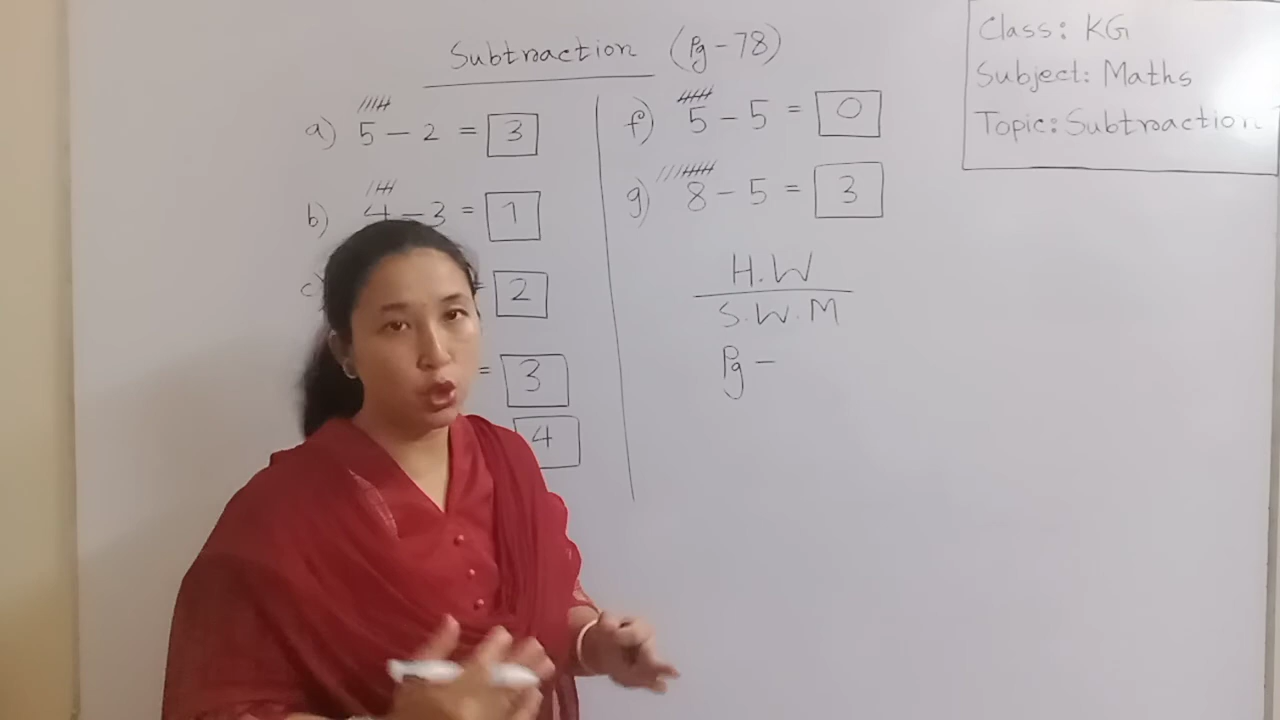 Subtraction (Pg-78)
a) 5 - 2 = 3
b) 4 - 3 = 1
c) = 2
= 3
4
f) 5 - 5 = 0
g) 8 - 5 = 3
H.W
S.W.M
Pg -
Class: KG
Subject: Maths
Topic: Subtraction